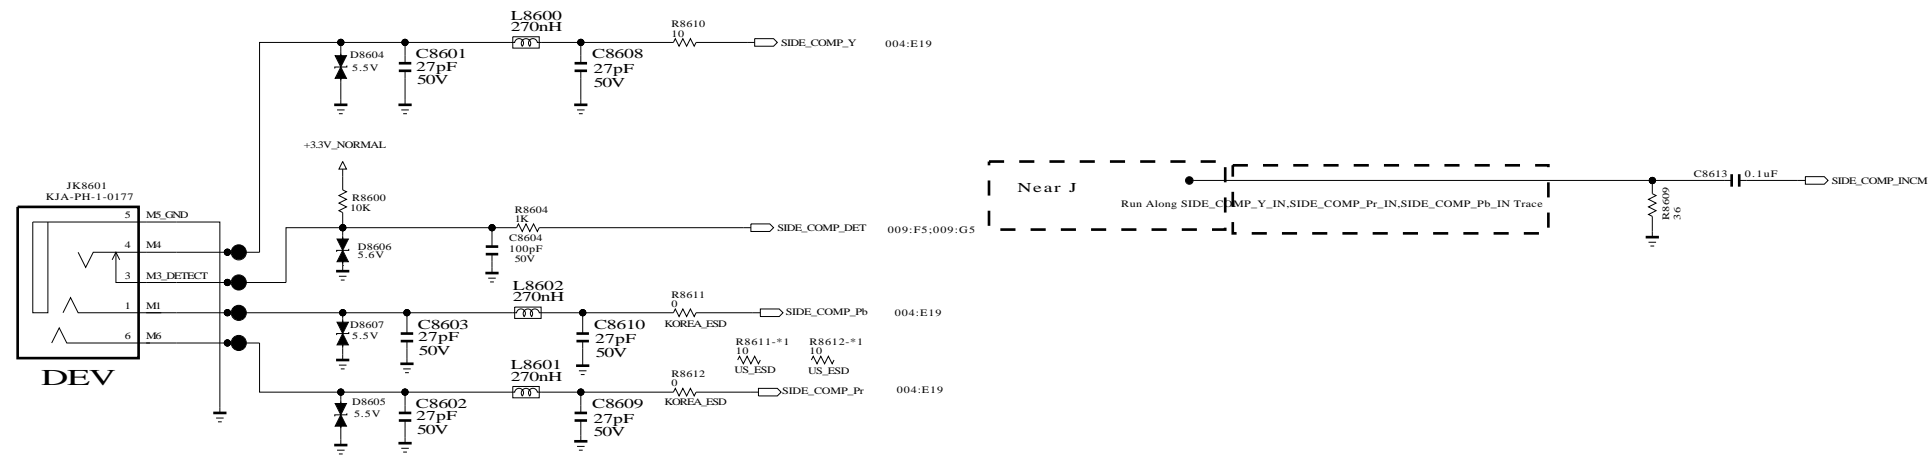 L8600
270nH
R8610
10
SIDE_COMP_Y
004:E19
D8604
5.5V
C8601
27pF
50V
C8608
27pF
50V
+3.3V_NORMAL
R8600
10K
JK8601
KJA-PH-1-0177
5
M5_GND
4
M4
3
M3_DETECT
1
M1
6
M6
DEV
R8604
1K
C8604
100pF
50V
SIDE_COMP_DET
009:F5;009:G5
D8606
5.6V
L8602
270nH
R8611
0
KOREA_ESD
SIDE_COMP_Pb
004:E19
D8607
5.5V
C8603
27pF
50V
C8610
27pF
50V
R8611-*1
10
US_ESD
R8612-*1
10
US_ESD
L8601
270nH
R8612
0
KOREA_ESD
SIDE_COMP_Pr
004:E19
D8605
5.5V
C8602
27pF
50V
C8609
27pF
50V
Near J
Run Along SIDE_COMP_Y_IN,SIDE_COMP_Pr_IN,SIDE_COMP_Pb_IN Trace
R8609
36
C8613
0.1uF
SIDE_COMP_INCM